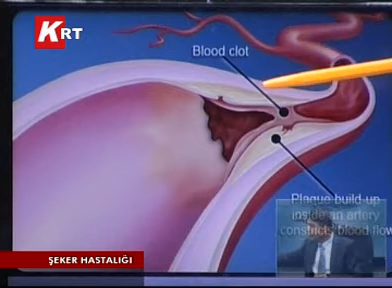 KRT
Blood clot
Plaque build-up
inside an artery
constricts blood flow
ŞEKER HASTALIĞI